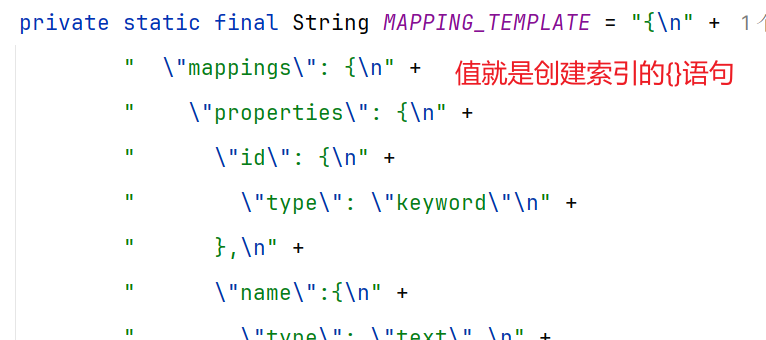 private static final String MAPPING_TEMPLATE = "{\n" + 1个
"  \"mappings\": {\n" + 值就是创建索引的{}语句
"    \"properties\": {\n" +
"      \"id\": {\n" +
"        \"type\": \"keyword\"\n" +
"      },\n" +
"      \"name\":{\n" +
"        \"type\": \"text\",\n" +